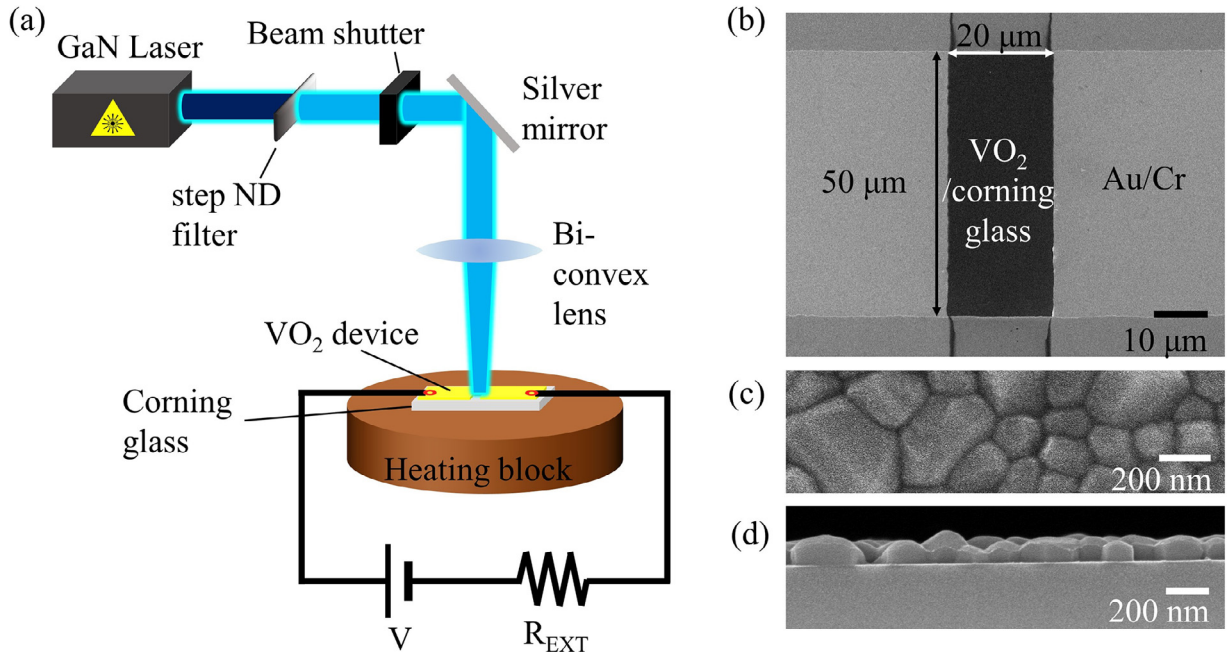 (a)
GaN Laser
Beam shutter
Silver
mirror
step ND
filter
Bi-
convex
lens
VO₂ device
Corning
glass
Heating block
V
R_EXT
(b)
20 μm
50 μm
VO₂
/corning
glass
Au/Cr
10 μm
(c)
200 nm
(d)
200 nm